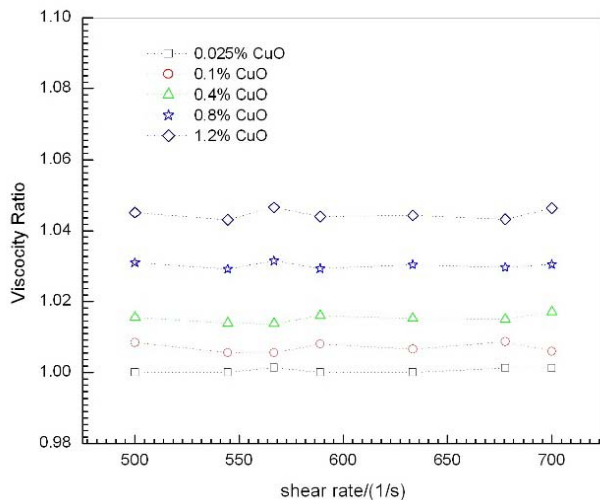 1.10
1.08
1.06
1.04
1.02
1.00
0.98
Viscocity Ratio
0.025% CuO
0.1% CuO
0.4% CuO
0.8% CuO
1.2% CuO
500 550 600 650 700
shear rate/(1/s)